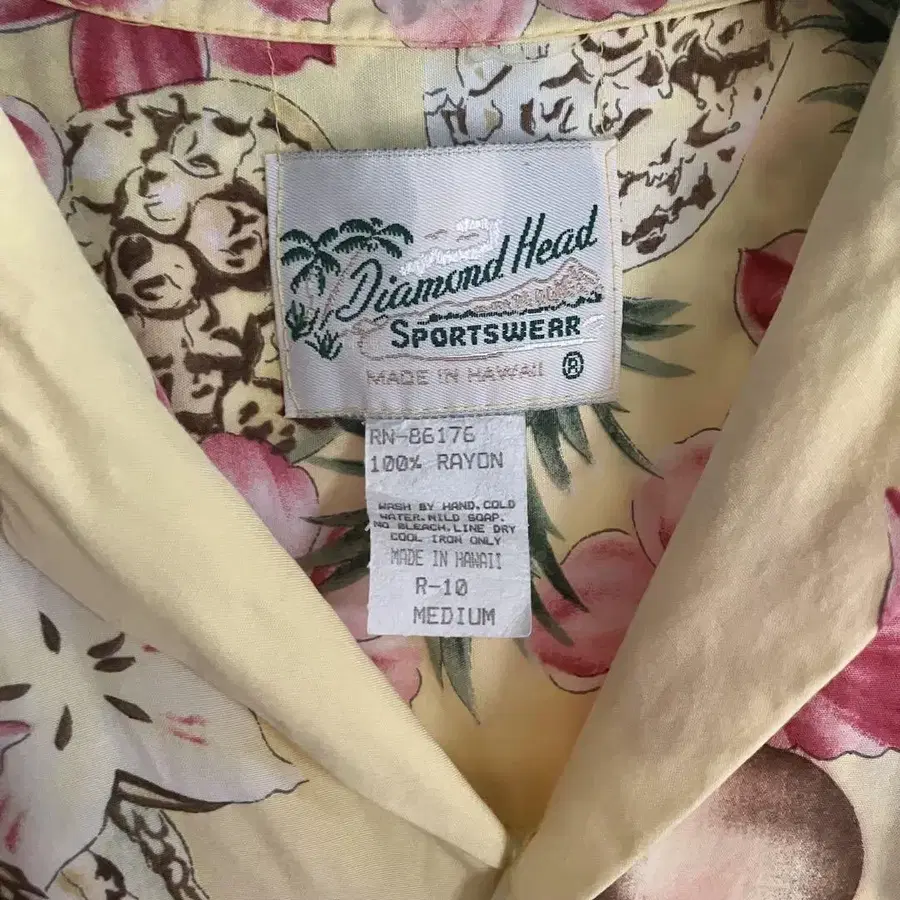 Diamond Head
SPORTSWEAR
MADE IN HAWAII ®
RN-86176
100% RAYON
WASH BY HAND, COLD
WATER, MILD SOAP.
NO BLEACH, LINE DRY
COOL IRON ONLY
MADE IN HAWAII
R-10
MEDIUM